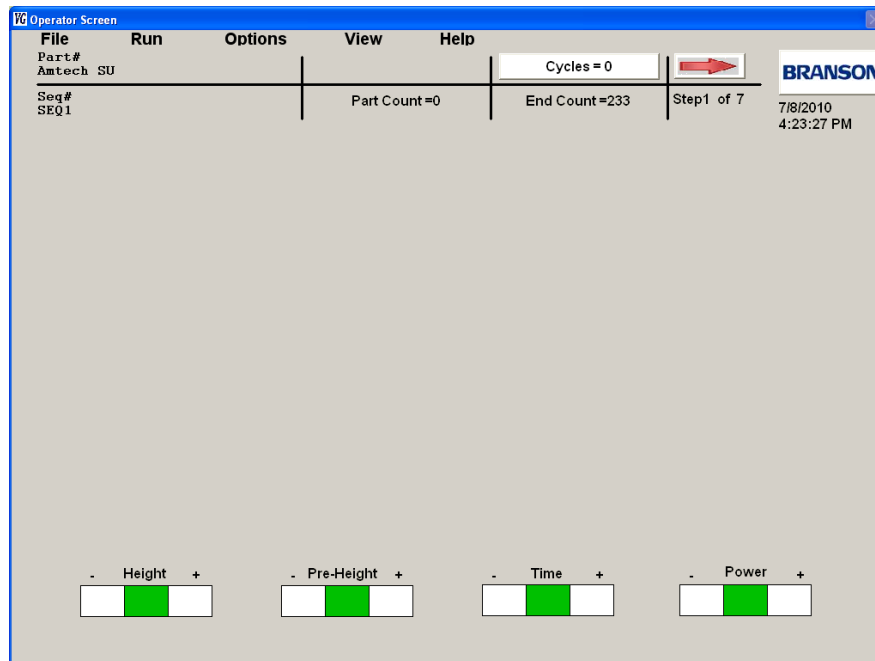 VG Operator Screen
File Run Options View Help
Part#
Amtech SU
Cycles = 0
BRANSON
Seq#
SEQ1
Part Count =0
End Count =233
Step1 of 7
7/8/2010
4:23:27 PM
- Height +
- Pre-Height +
- Time +
- Power +